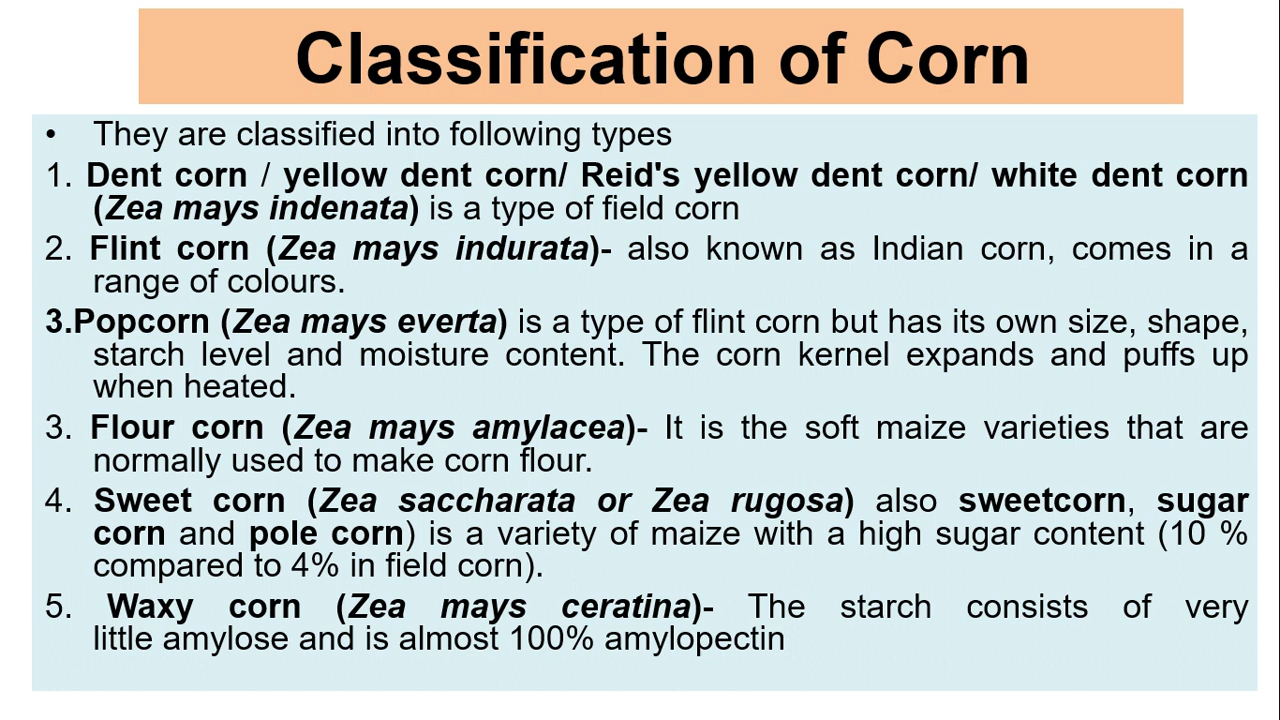 Classification of Corn
• They are classified into following types
1. Dent corn / yellow dent corn/ Reid's yellow dent corn/ white dent corn
(Zea mays indenata) is a type of field corn
2. Flint corn (Zea mays indurata)- also known as Indian corn, comes in a
range of colours.
3.Popcorn (Zea mays everta) is a type of flint corn but has its own size, shape,
starch level and moisture content. The corn kernel expands and puffs up
when heated.
3. Flour corn (Zea mays amylacea)- It is the soft maize varieties that are
normally used to make corn flour.
4. Sweet corn (Zea saccharata or Zea rugosa) also sweetcorn, sugar
corn and pole corn) is a variety of maize with a high sugar content (10 %
compared to 4% in field corn).
5. Waxy corn (Zea mays ceratina)- The starch consists of very
little amylose and is almost 100% amylopectin